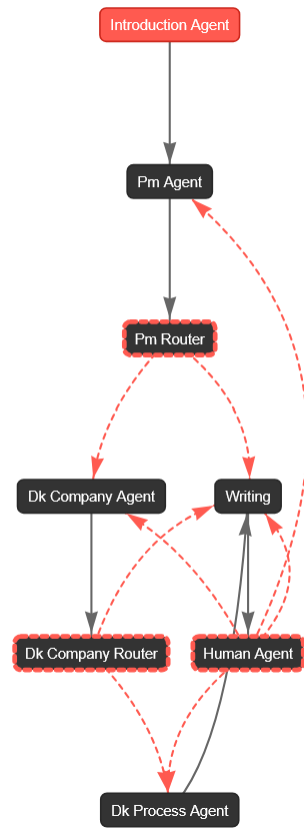 Introduction Agent
Pm Agent
Pm Router
Dk Company Agent
Writing
Dk Company Router
Human Agent
Dk Process Agent